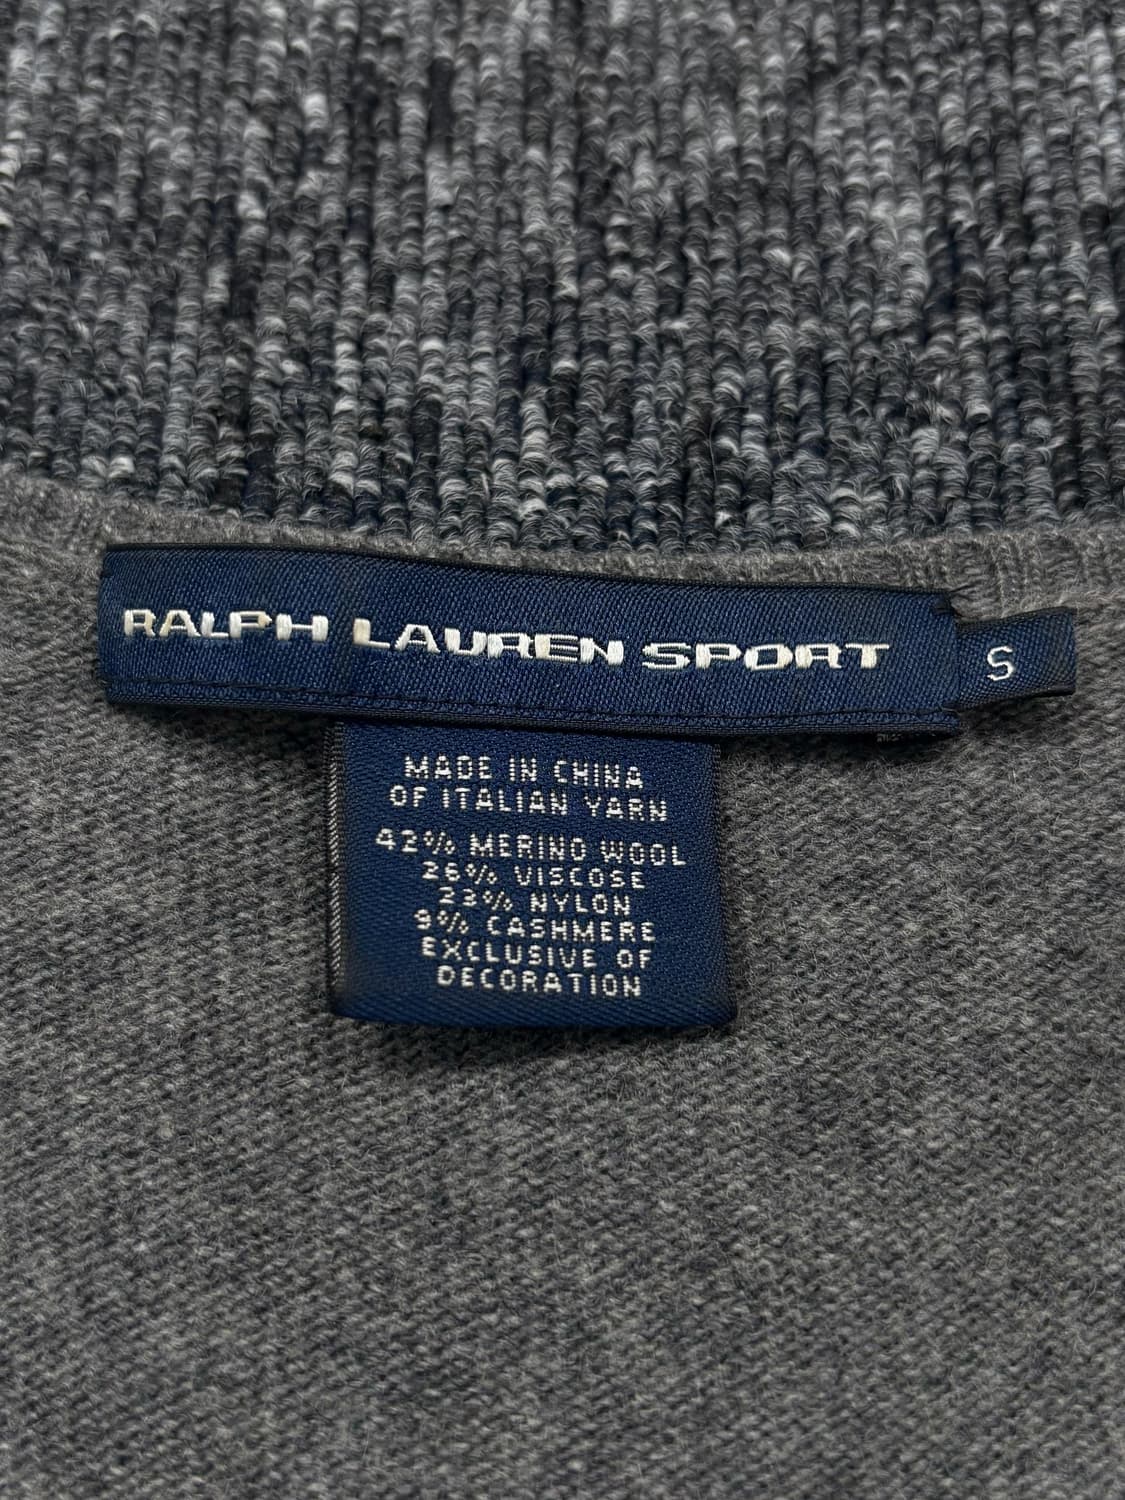 RALPH LAUREN SPORT
S
MADE IN CHINA
OF ITALIAN YARN
42% MERINO WOOL
26% VISCOSE
23% NYLON
9% CASHMERE
EXCLUSIVE OF
DECORATION